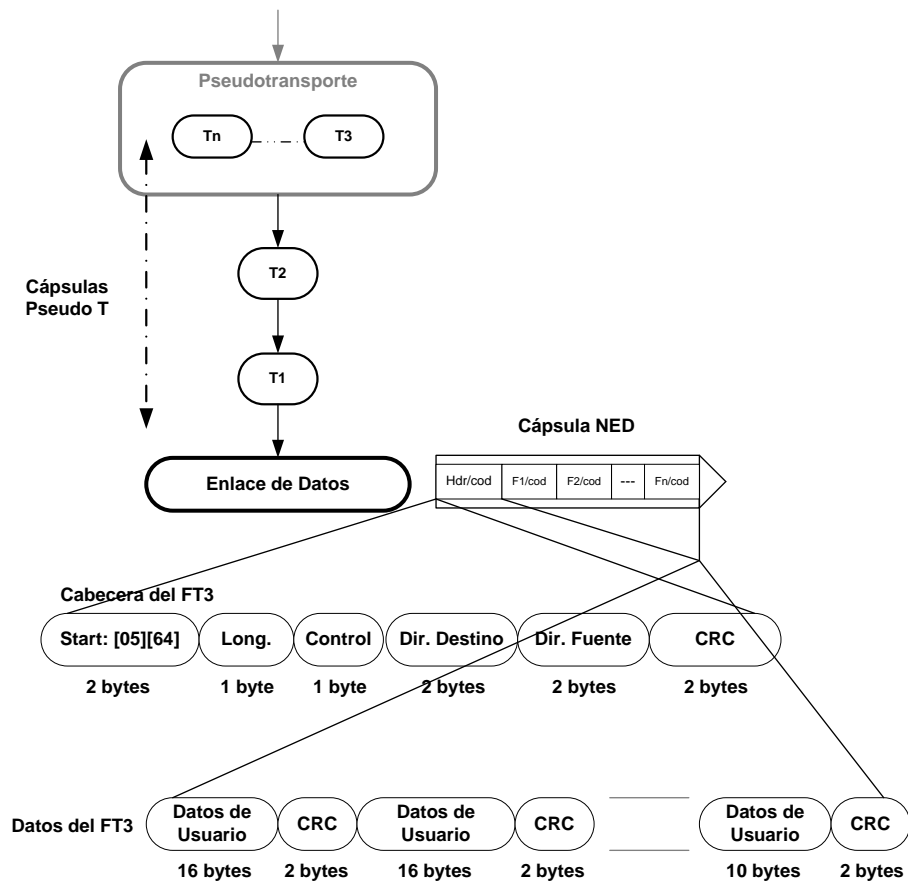 Pseudotransporte
Tn
T3
T2
Cápsulas
Pseudo T
T1
Cápsula NED
Enlace de Datos
Hdr/cod
F1/cod
F2/cod
---
Fn/cod
Cabecera del FT3
Start: [05][64]
Long.
Control
Dir. Destino
Dir. Fuente
CRC
2 bytes
1 byte
1 byte
2 bytes
2 bytes
2 bytes
Datos del FT3
Datos de
Usuario
CRC
Datos de
Usuario
CRC
Datos de
Usuario
CRC
16 bytes
2 bytes
16 bytes
2 bytes
10 bytes
2 bytes